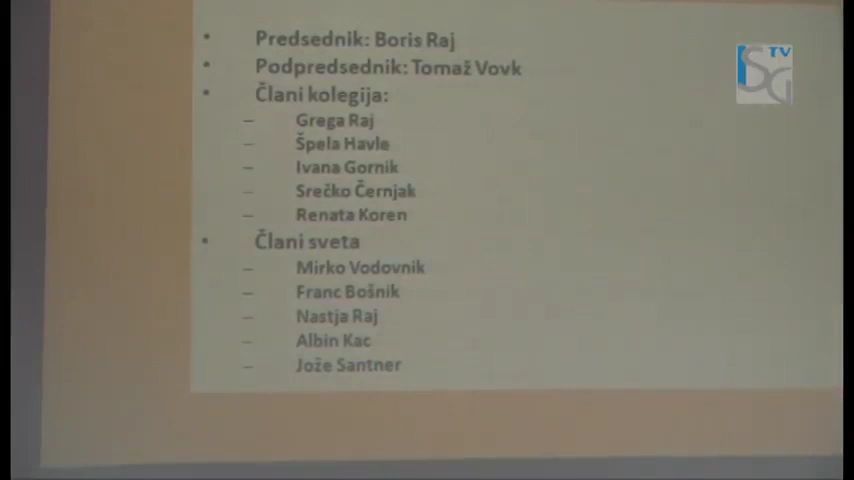 • Predsednik: Boris Raj
• Podpredsednik: Tomaž Vovk
• Člani kolegija:
– Grega Raj
– Špela Havle
– Ivana Gornik
– Srečko Černjak
– Renata Koren
• Člani sveta
– Mirko Vodovnik
– Franc Bošnik
– Nastja Raj
– Albin Kac
– Jože Santner
TV
SG